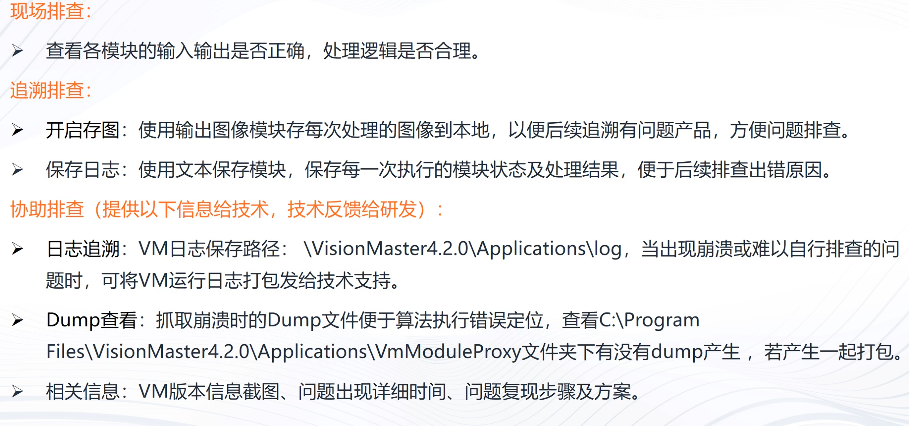 现场排查：
➢ 查看各模块的输入输出是否正确，处理逻辑是否合理。
追溯排查：
➢ 开启存图：使用输出图像模块存每次处理的图像到本地，以便后续追溯有问题产品，方便问题排查。
➢ 保存日志：使用文本保存模块，保存每一次执行的模块状态及处理结果，便于后续排查出错原因。
协助排查（提供以下信息给技术，技术反馈给研发）：
➢ 日志追溯：VM日志保存路径： \VisionMaster4.2.0\Applications\log，当出现崩溃或难以自行排查的问
题时，可将VM运行日志打包发给技术支持。
➢ Dump查看：抓取崩溃时的Dump文件便于算法执行错误定位，查看C:\Program
Files\VisionMaster4.2.0\Applications\VmModuleProxy文件夹下有没有dump产生 ，若产生一起打包。
➢ 相关信息：VM版本信息截图、问题出现详细时间、问题复现步骤及方案。